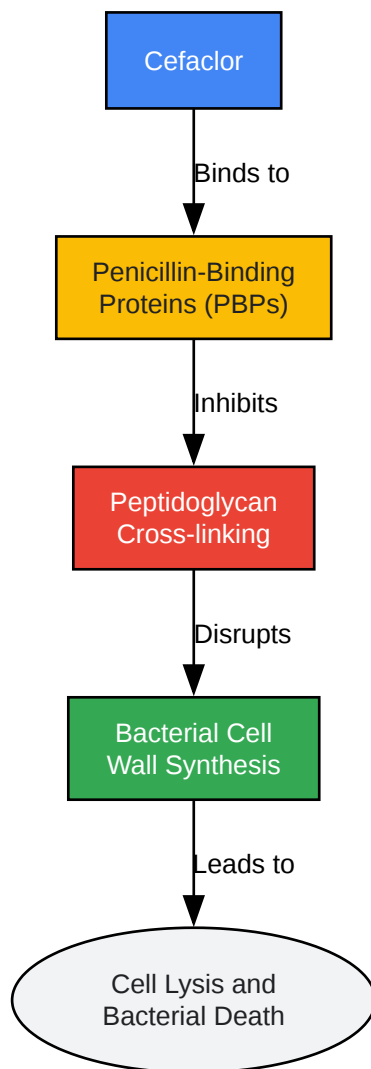 Cefaclor
Binds to
Penicillin-Binding
Proteins (PBPs)
Inhibits
Peptidoglycan
Cross-linking
Disrupts
Bacterial Cell
Wall Synthesis
Leads to
Cell Lysis and
Bacterial Death